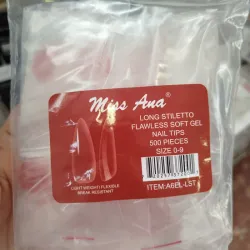 Miss Ana
LONG STILETTO
FLAWLESS SOFT GEL
NAIL TIPS
500 PIECES
SIZE 0-9
LIGHT WEIGHT/ FLEXIBLE
BREAK RESISTANT
ITEM:A6EL-LST